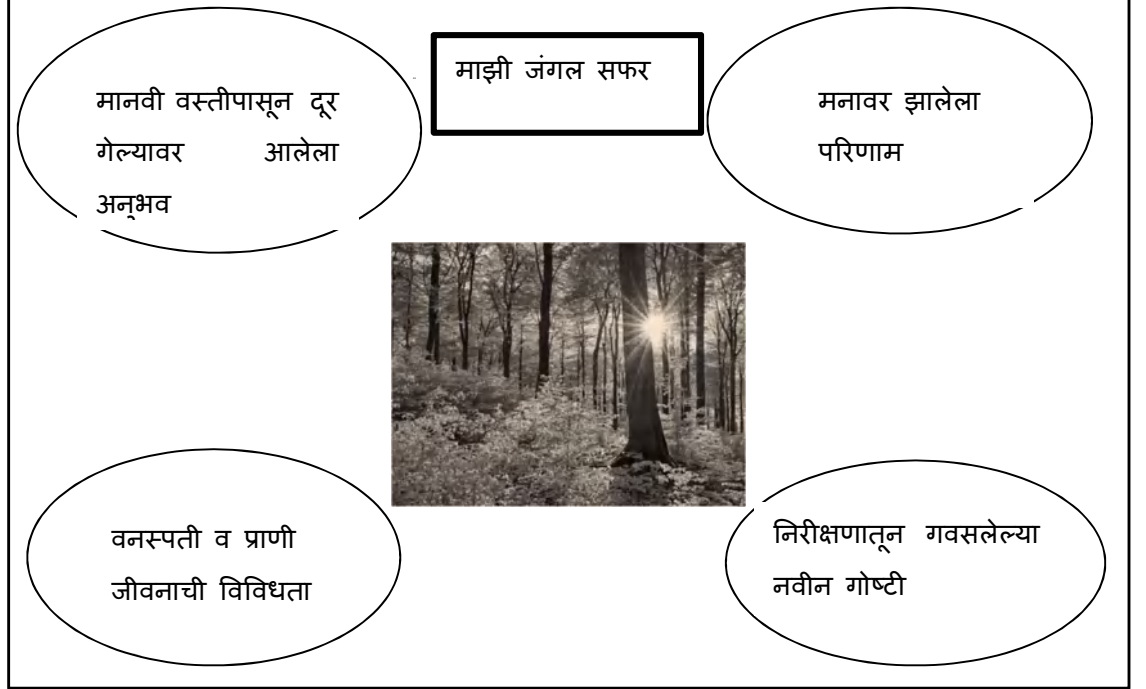 माझी जंगल सफर
मानवी वस्तीपासून दूर
गेल्यावर आलेला
अनुभव
मनावर झालेला
परिणाम
वनस्पती व प्राणी
जीवनाची विविधता
निरीक्षणातून गवसलेल्या
नवीन गोष्टी